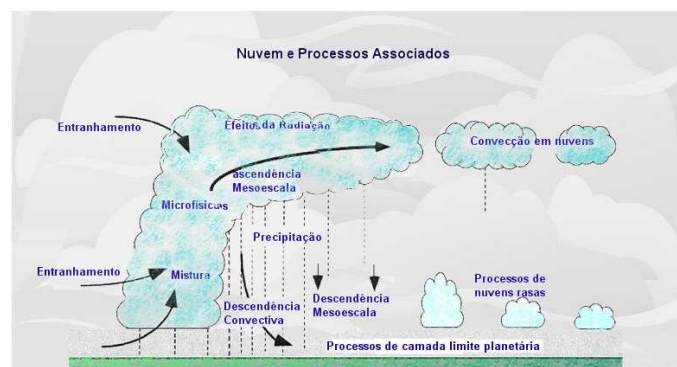 Nuvem e Processos Associados
Entranhamento
Efeitos da Radiação
Convecção em nuvens
ascendência
Mesoescala
Microfísicas
Precipitação
Entranhamento
Mistura
Descendência
Convectiva
Descendência
Mesoescala
Processos de
nuvens rasas
Processos de camada limite planetária